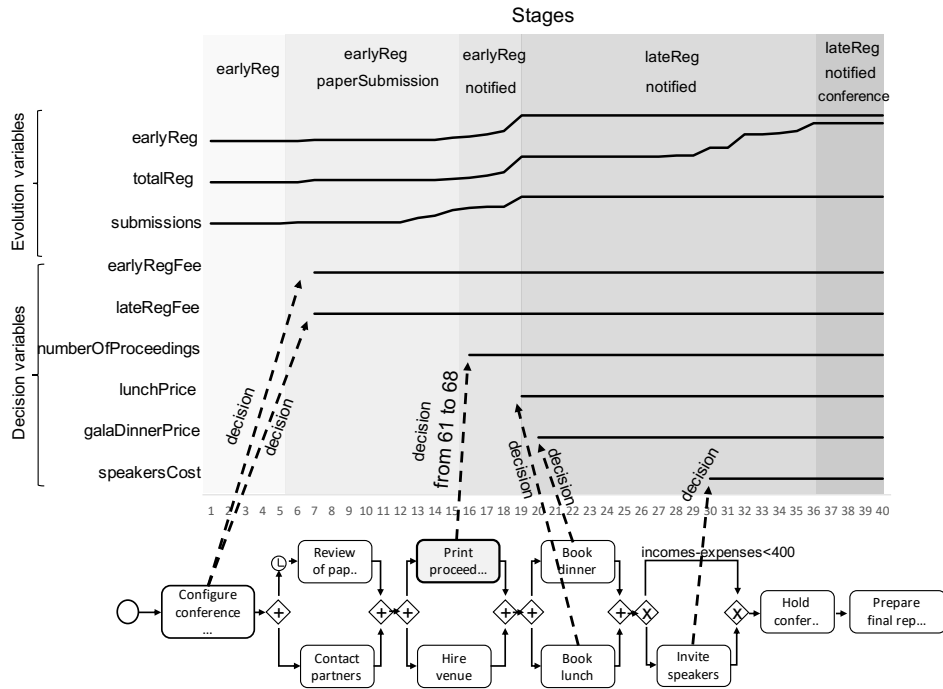 Stages
earlyReg
earlyReg
paperSubmission
earlyReg
notified
lateReg
notified
lateReg
notified
conference
Evolution variables
earlyReg
totalReg
submissions
Decision variables
earlyRegFee
lateRegFee
numberOfProceedings
lunchPrice
galaDinnerPrice
speakersCost
decision
decision
decision
from 61 to 68
decision
decision
decision
1 2 3 4 5 6 7 8 9 10 11 12 13 14 15 16 17 18 19 20 21 22 23 24 25 26 27 28 29 30 31 32 33 34 35 36 37 38 39 40
Configure
conference
...
Review
of pap..
Contact
partners
Print
proceed...
Hire
venue
Book
dinner
Book
lunch
incomes-expenses<400
X
Invite
speakers
X
Hold
confer..
Prepare
final rep...